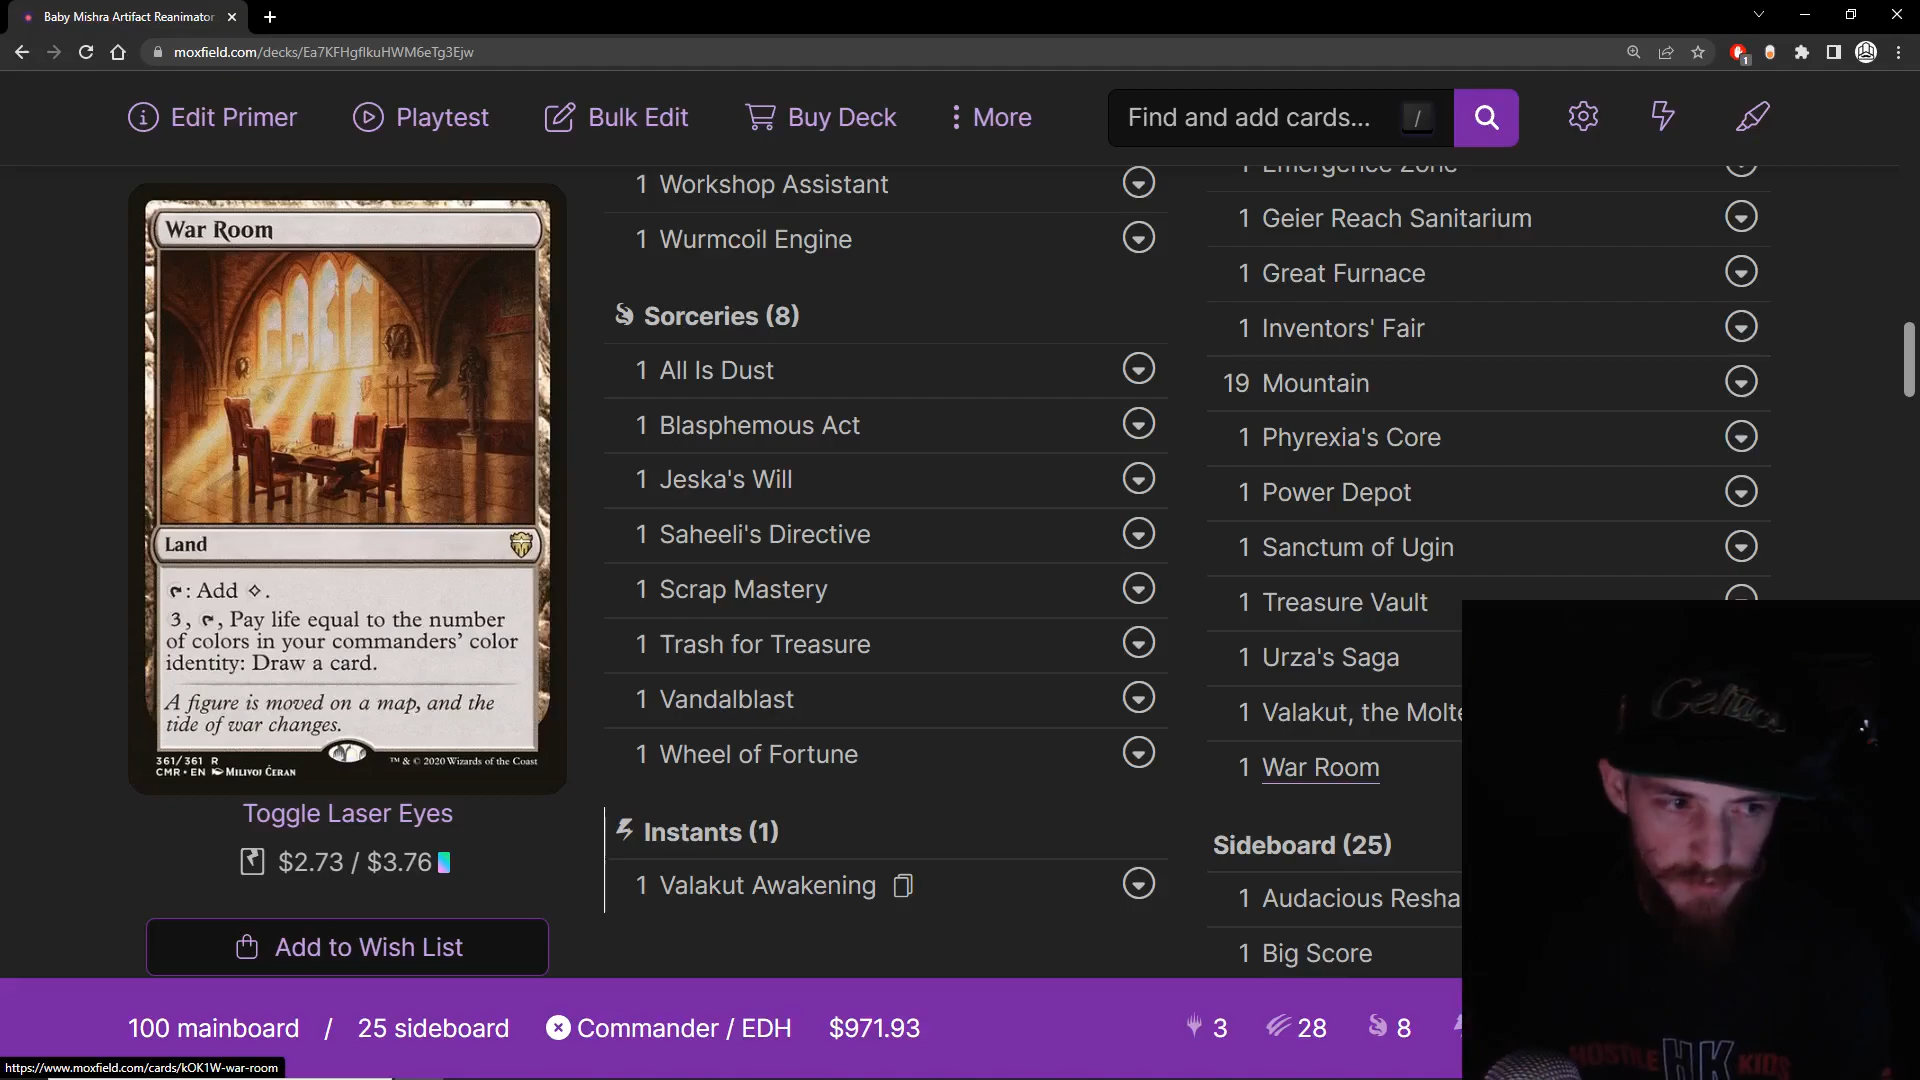 Baby Mishra Artifact Reanimator
moxfield.com/decks/Ea7KFHgflkuHWM6eTg3Ejw
1
Edit Primer
Playtest
Bulk Edit
Buy Deck
More
Find and add cards...
/
War Room
Land
: Add .
3, , Pay life equal to the number
of colors in your commanders' color
identity: Draw a card.
A figure is moved on a map, and the
tide of war changes.
361/361 R
CMR • EN Milivoj Ćeran
™ & © 2020 Wizards of the Coast
Toggle Laser Eyes
$2.73 / $3.76
Add to Wish List
1 Workshop Assistant
1 Wurmcoil Engine
Sorceries (8)
1 All Is Dust
1 Blasphemous Act
1 Jeska's Will
1 Saheeli's Directive
1 Scrap Mastery
1 Trash for Treasure
1 Vandalblast
1 Wheel of Fortune
Instants (1)
1 Valakut Awakening
1 Emergence Zone
1 Geier Reach Sanitarium
1 Great Furnace
1 Inventors' Fair
19 Mountain
1 Phyrexia's Core
1 Power Depot
1 Sanctum of Ugin
1 Treasure Vault
1 Urza's Saga
1 Valakut, the Molte
1 War Room
Sideboard (25)
1 Audacious Resha
1 Big Score
Celtics
HOSTILE HK KIDS
100 mainboard / 25 sideboard
Commander / EDH
$971.93
3
28
8
https://www.moxfield.com/cards/kOK1W-war-room